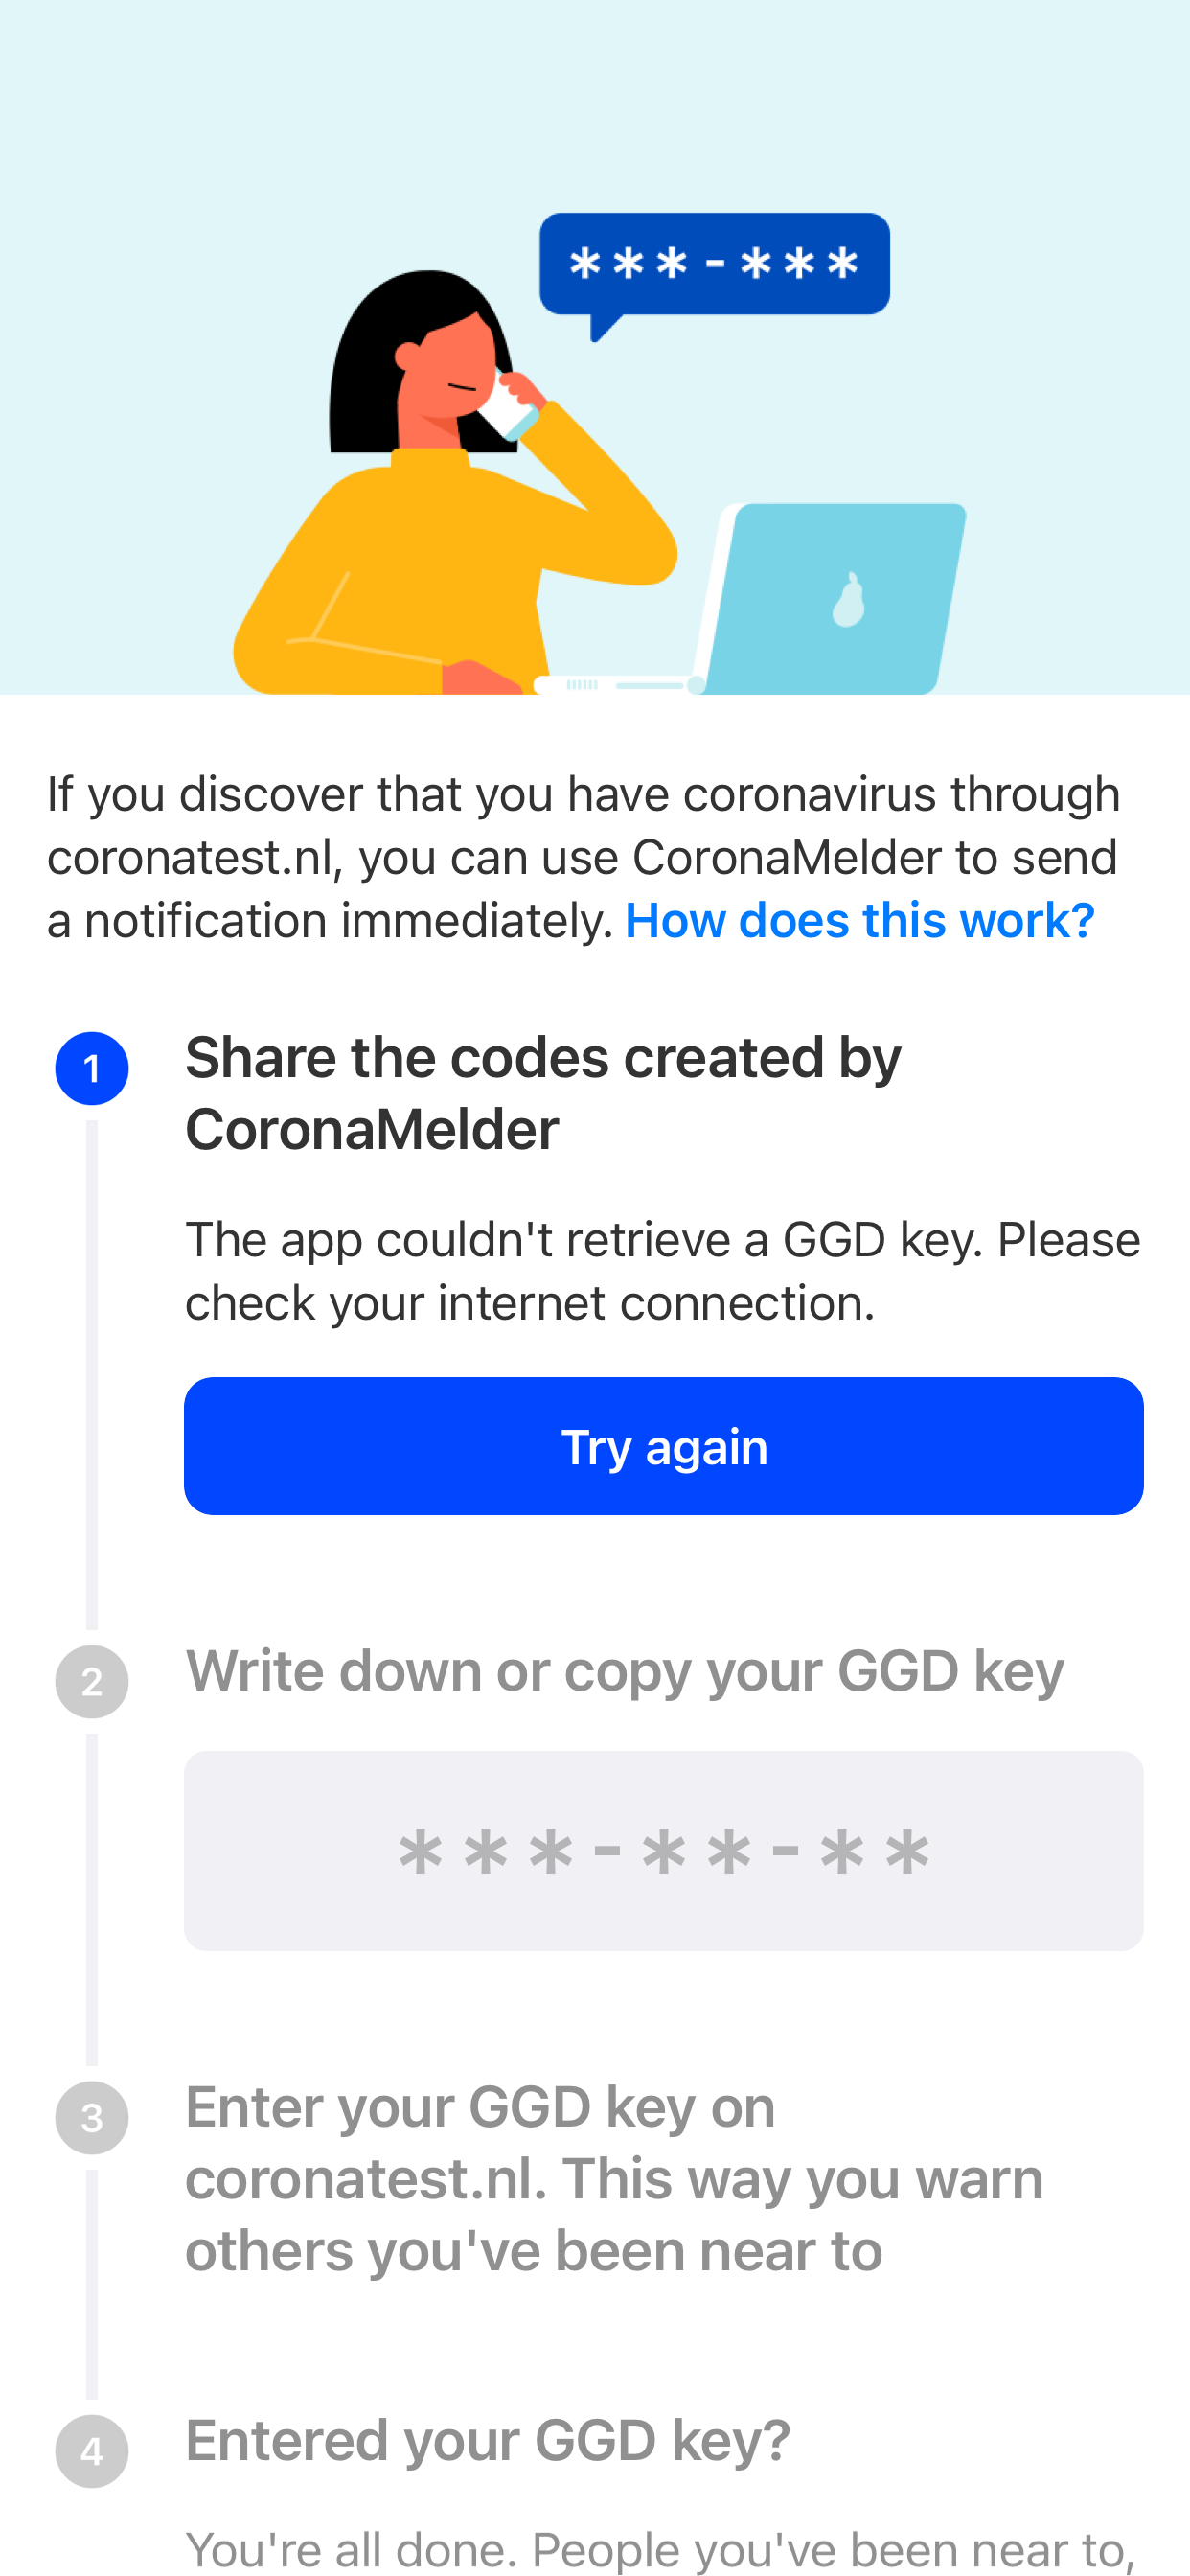 ***-***
If you discover that you have coronavirus through
coronatest.nl, you can use CoronaMelder to send
a notification immediately. How does this work?
1
Share the codes created by
CoronaMelder
The app couldn't retrieve a GGD key. Please
check your internet connection.
Try again
2
Write down or copy your GGD key
***-**-**
3
Enter your GGD key on
coronatest.nl. This way you warn
others you've been near to
4
Entered your GGD key?
You're all done. People you've been near to,